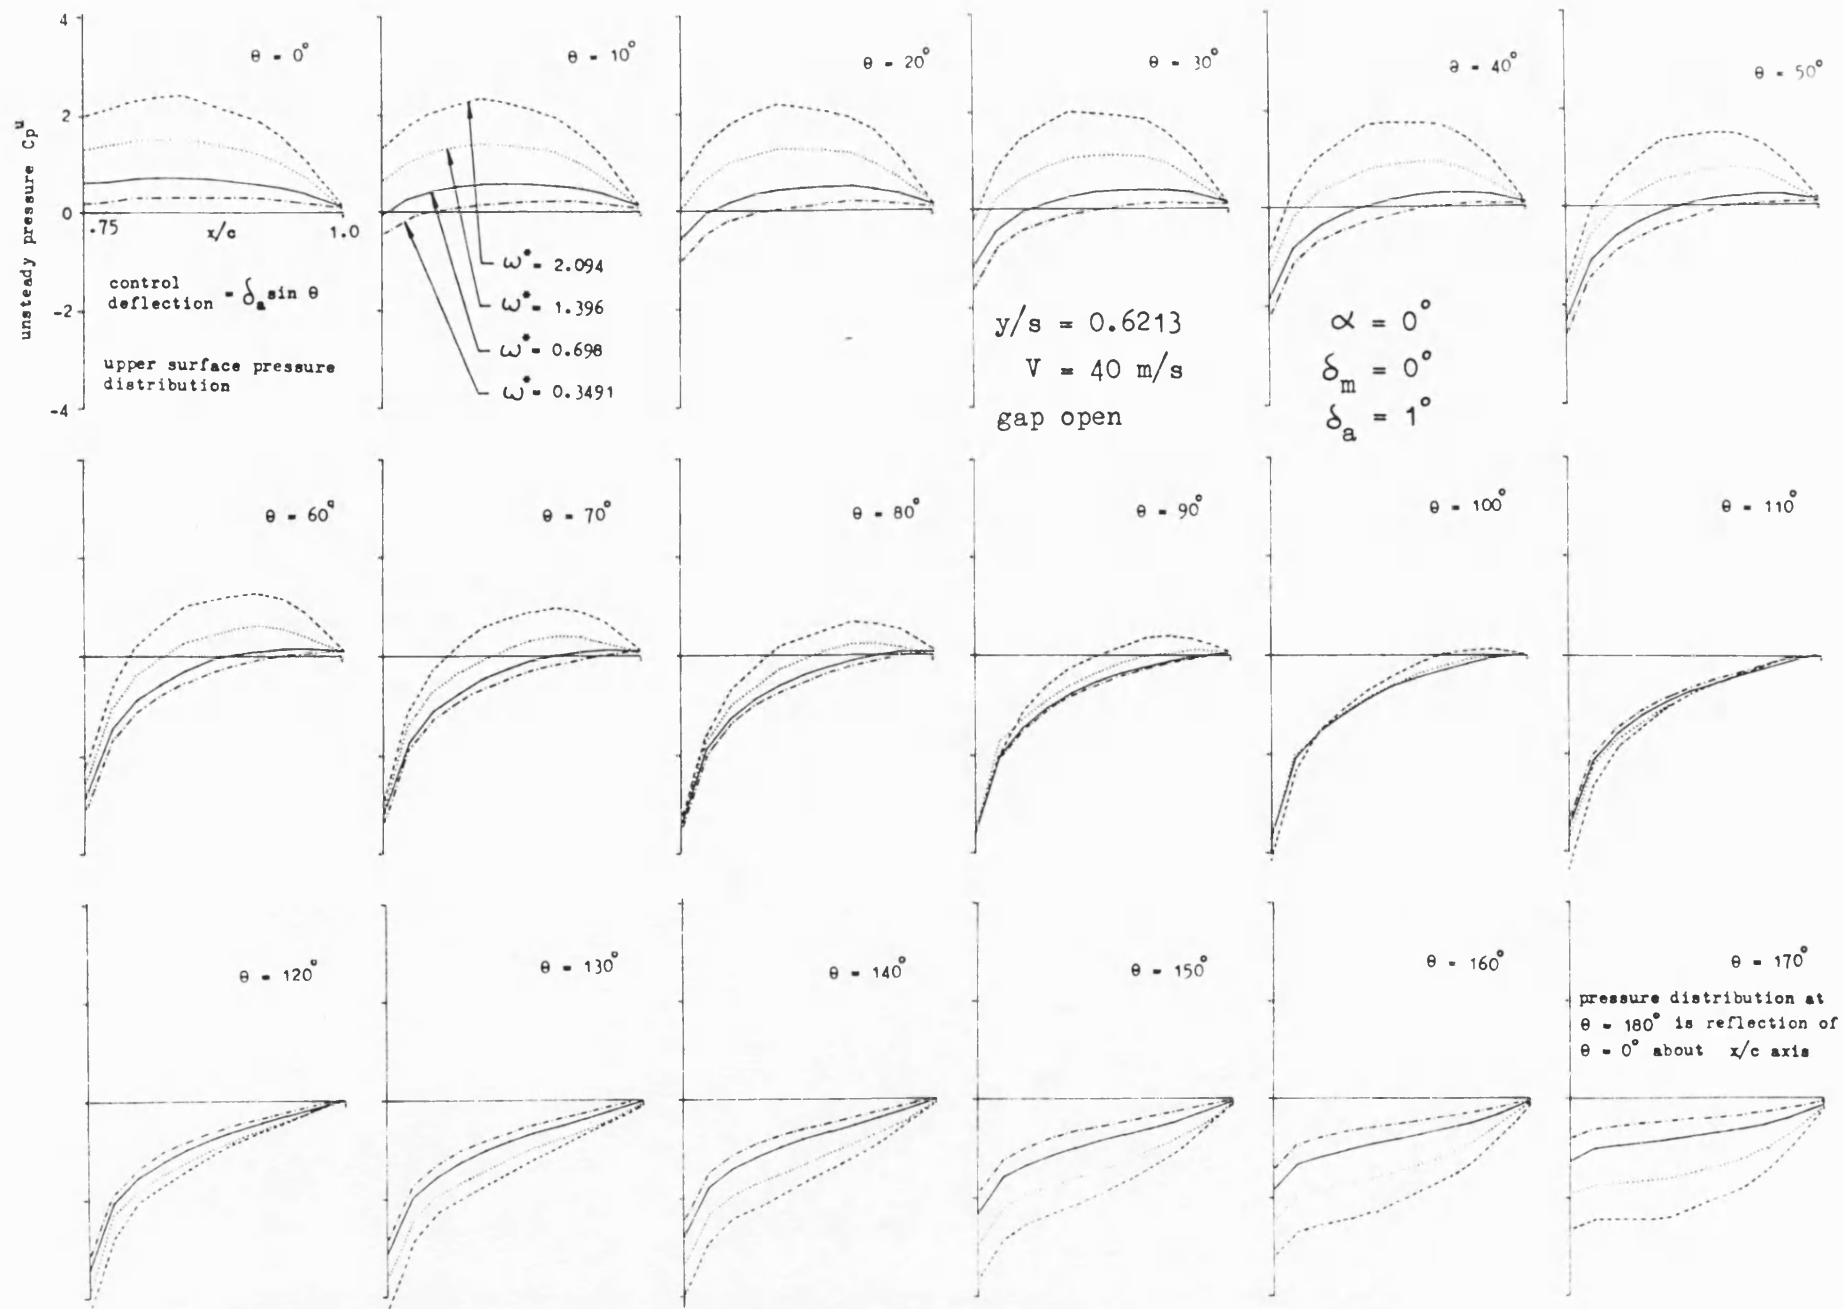 unsteady pressure Cp^u
4
2
0
-2
-4
.75
x/c
1.0
θ = 0°
control
deflection = δₐ sin θ
upper surface pressure
distribution
θ = 10°
ω* = 2.094
ω* = 1.396
ω* = 0.698
ω* = 0.3491
θ = 20°
θ = 30°
y/s = 0.6213
V = 40 m/s
gap open
θ = 40°
α = 0°
δₘ = 0°
δₐ = 1°
θ = 50°
θ = 60°
θ = 70°
θ = 80°
θ = 90°
θ = 100°
θ = 110°
θ = 120°
θ = 130°
θ = 140°
θ = 150°
θ = 160°
θ = 170°
pressure distribution at
θ = 180° is reflection of
θ = 0° about x/c axis